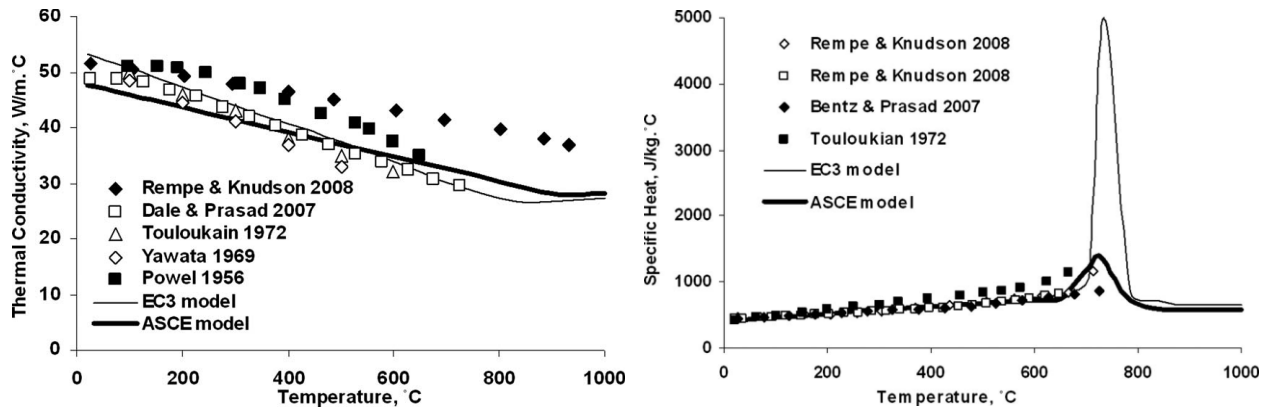 60
50
40
30
20
10
0
Thermal Conductivity, W/m.˚C
Rempe & Knudson 2008
Dale & Prasad 2007
Touloukain 1972
Yawata 1969
Powel 1956
EC3 model
ASCE model
0 200 400 600 800 1000
Temperature, ˚C
5000
4000
3000
2000
1000
0
Specific Heat, J/kg.˚C
Rempe & Knudson 2008
Rempe & Knudson 2008
Bentz & Prasad 2007
Touloukian 1972
EC3 model
ASCE model
0 200 400 600 800 1000
Temperature, ˚C